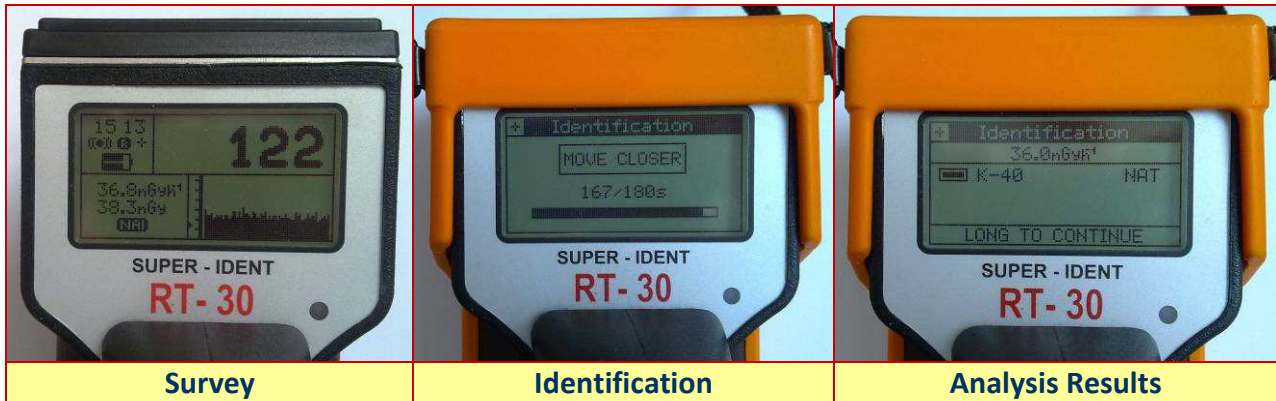 15 13
122
36.8nGyh⁻¹
38.3nGy
NAI
SUPER - IDENT
RT- 30
Survey
Identification
MOVE CLOSER
167/180s
SUPER - IDENT
RT- 30
Identification
Identification
36.0nGyh⁻¹
K-40 NAT
LONG TO CONTINUE
SUPER - IDENT
RT- 30
Analysis Results